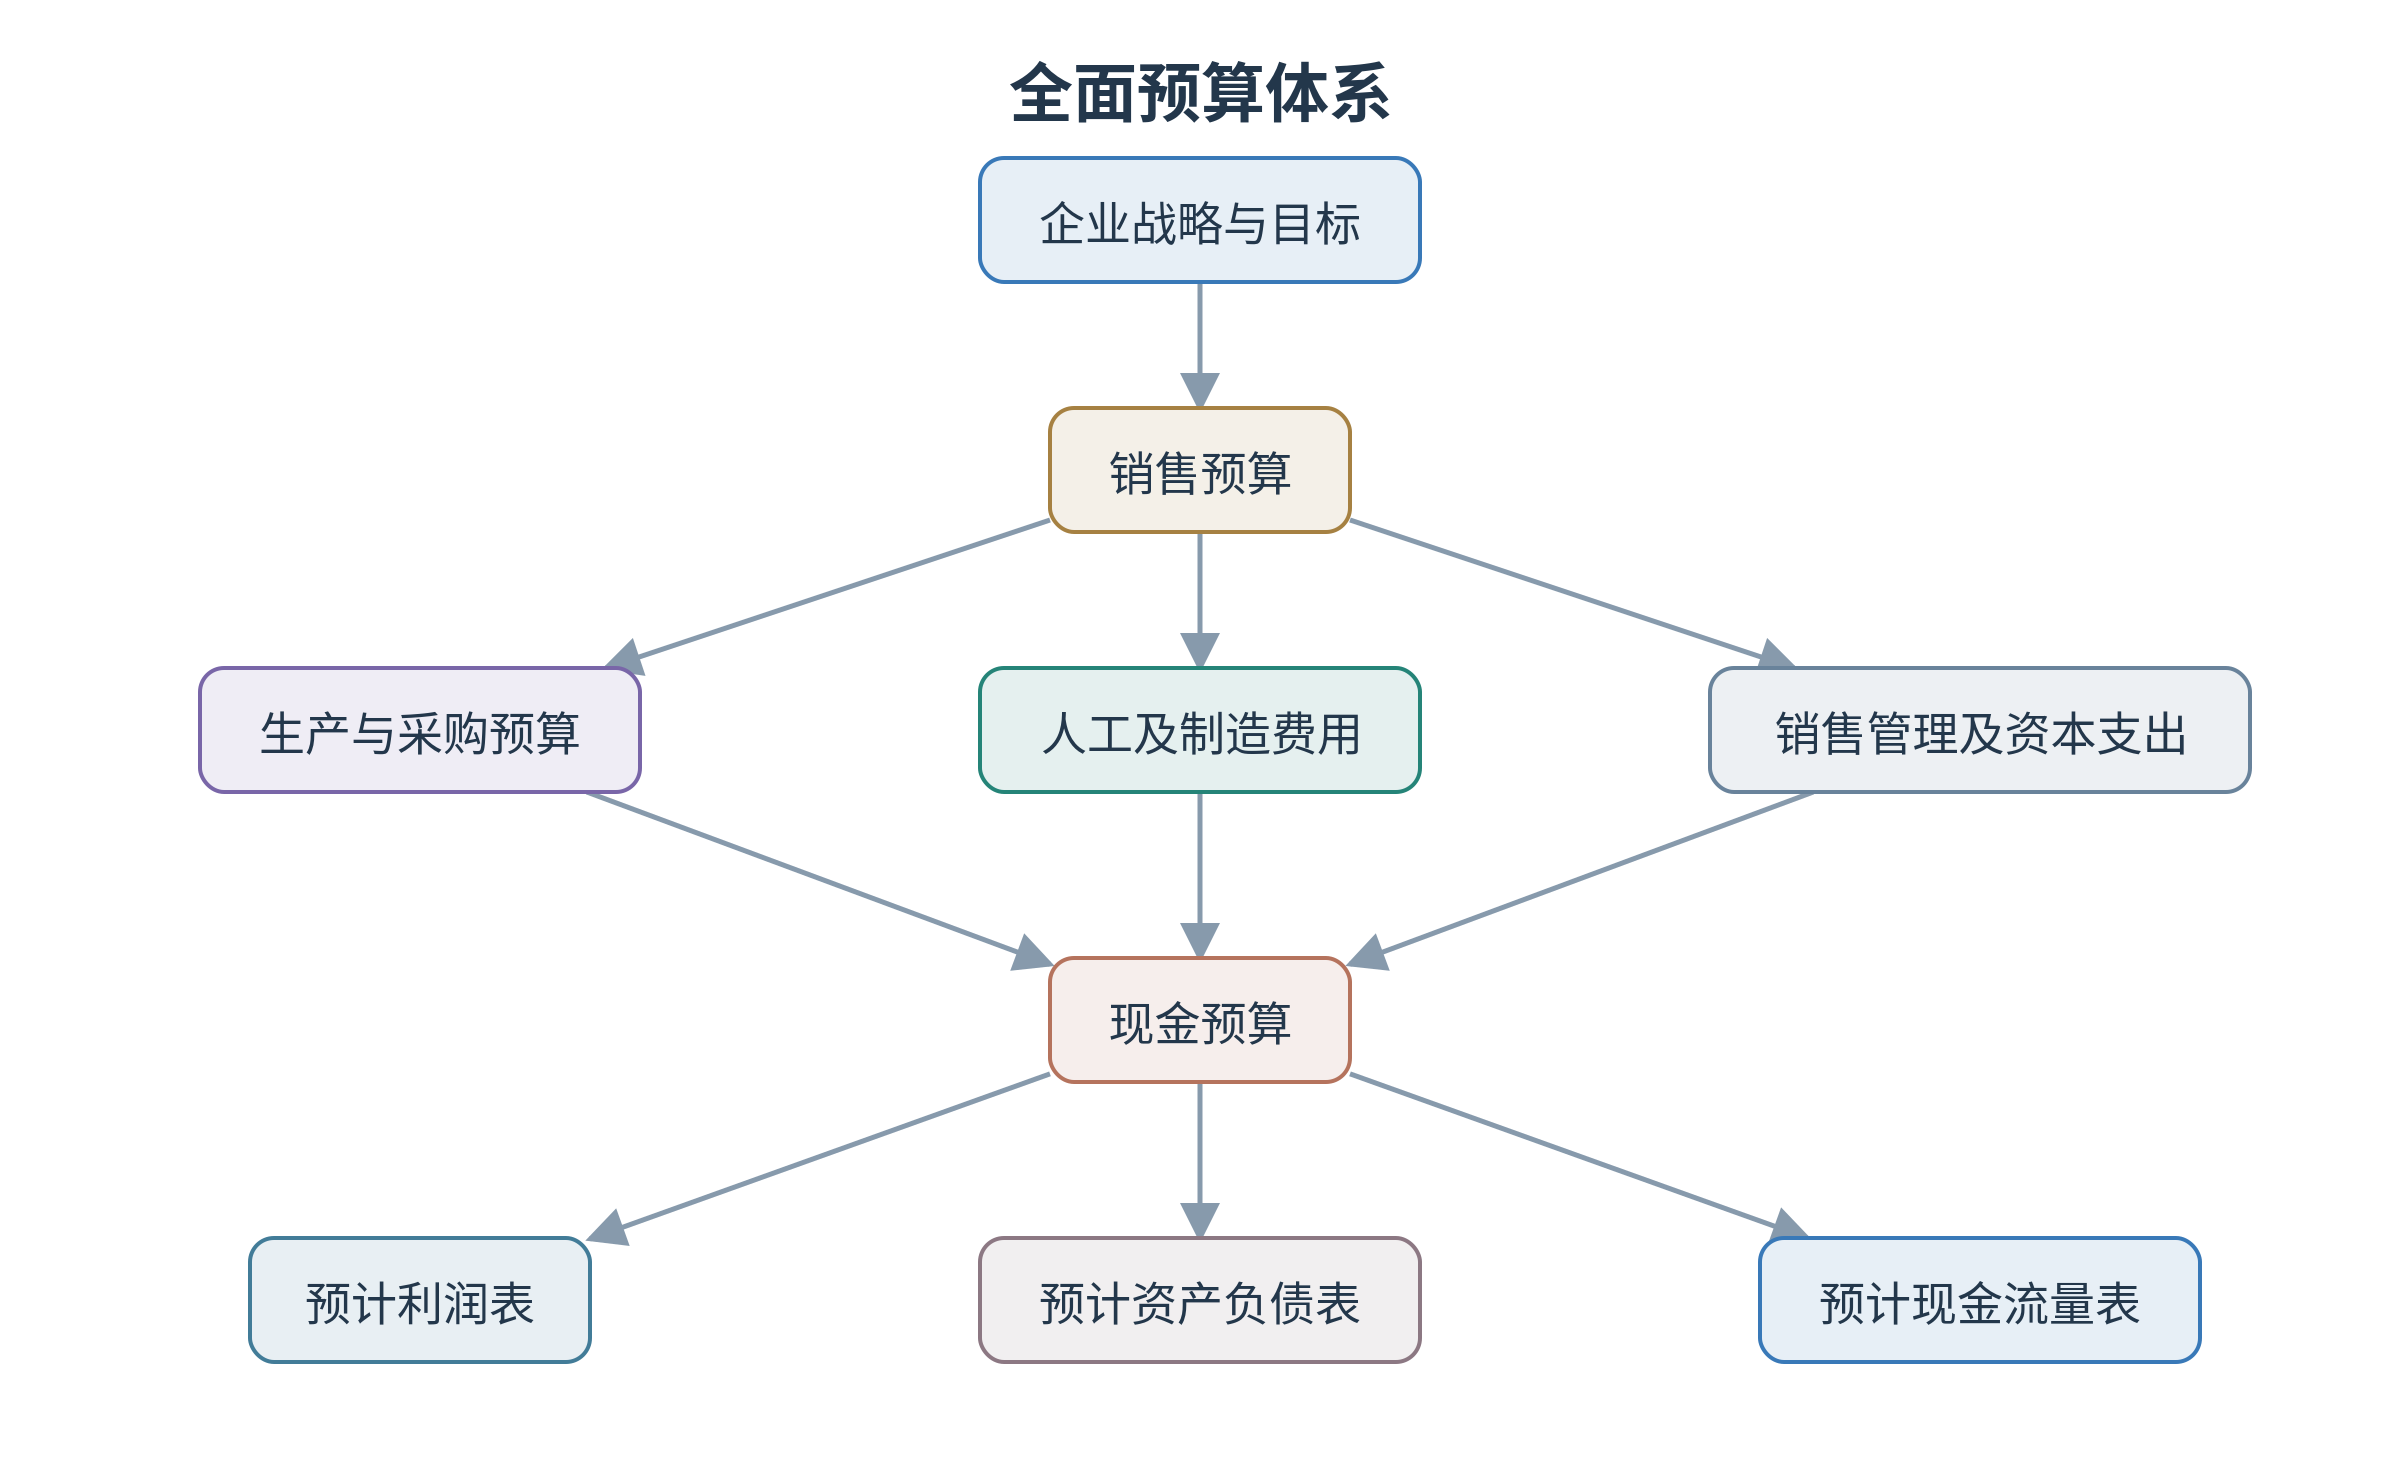 全面预算体系
企业战略与目标
销售预算
生产与采购预算
人工及制造费用
销售管理及资本支出
现金预算
预计利润表
预计资产负债表
预计现金流量表